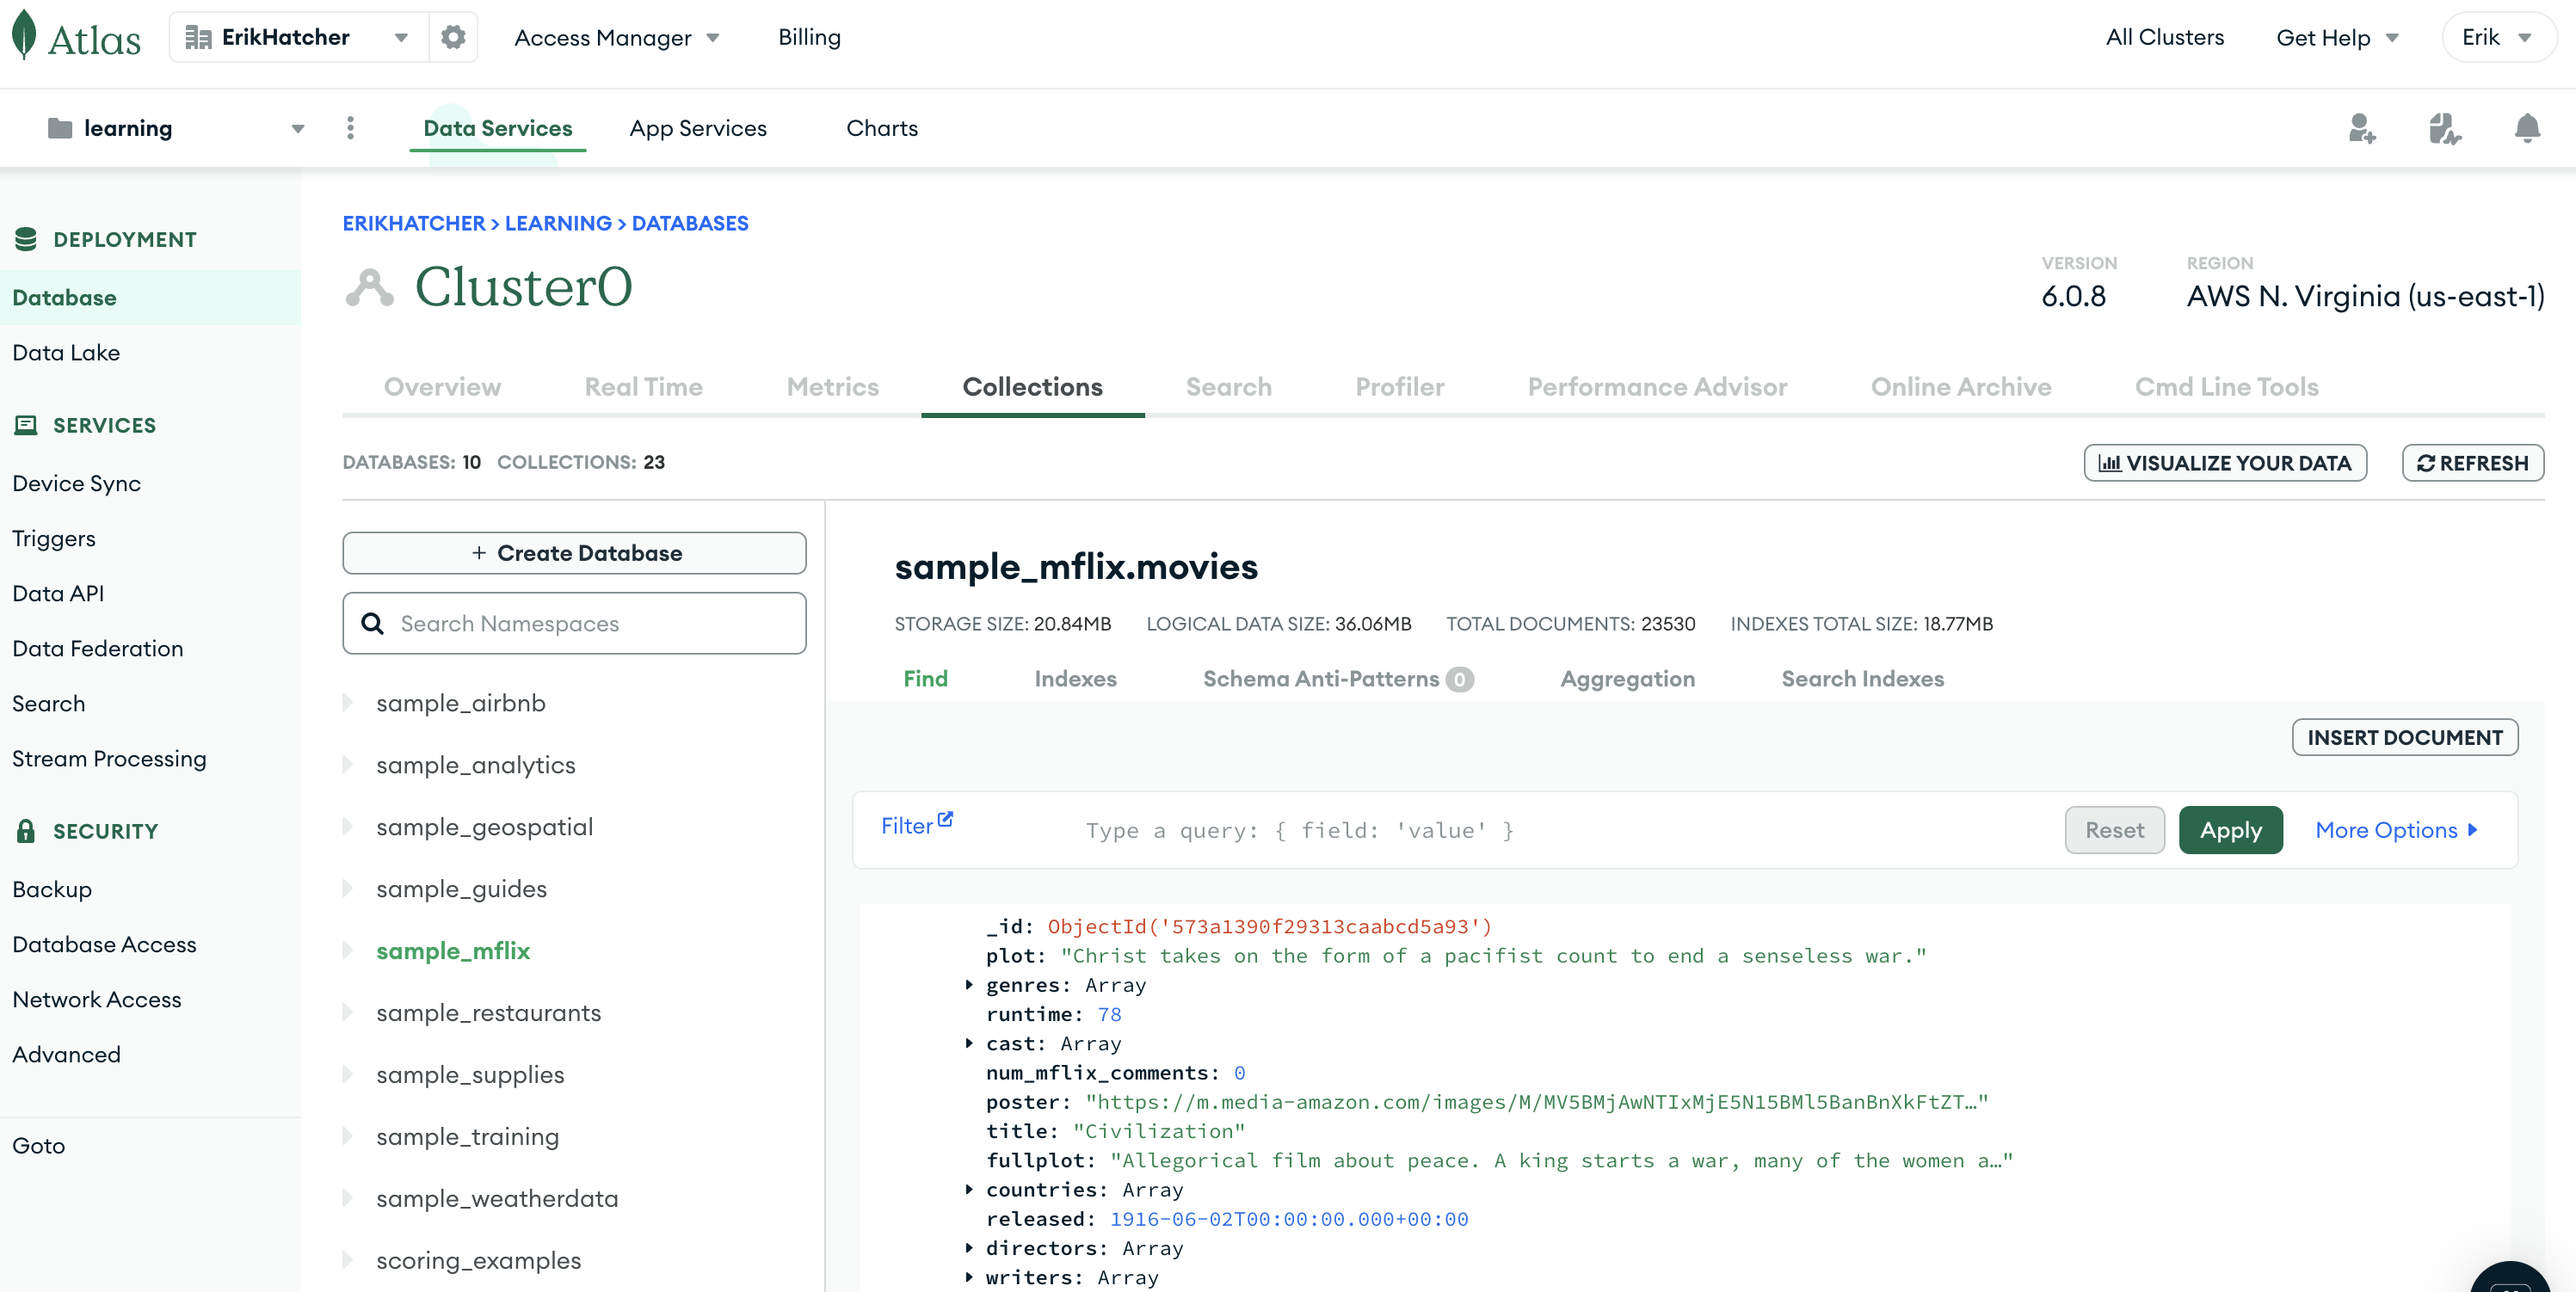 Atlas ErikHatcher Access Manager Billing All Clusters Get Help Erik
learning Data Services App Services Charts
DEPLOYMENT
Database
Data Lake
SERVICES
Device Sync
Triggers
Data API
Data Federation
Search
Stream Processing
SECURITY
Backup
Database Access
Network Access
Advanced
Goto
ERIKHATCHER > LEARNING > DATABASES
Cluster0
VERSION
6.0.8
REGION
AWS N. Virginia (us-east-1)
Overview Real Time Metrics Collections Search Profiler Performance Advisor Online Archive Cmd Line Tools
DATABASES: 10 COLLECTIONS: 23
VISUALIZE YOUR DATA
REFRESH
+ Create Database
Search Namespaces
sample_airbnb
sample_analytics
sample_geospatial
sample_guides
sample_mflix
sample_restaurants
sample_supplies
sample_training
sample_weatherdata
scoring_examples
sample_mflix.movies
STORAGE SIZE: 20.84MB LOGICAL DATA SIZE: 36.06MB TOTAL DOCUMENTS: 23530 INDEXES TOTAL SIZE: 18.77MB
Find Indexes Schema Anti-Patterns 0 Aggregation Search Indexes
INSERT DOCUMENT
Filter Type a query: { field: 'value' } Reset Apply More Options
_id: ObjectId('573a1390f29313caabcd5a93')
plot: "Christ takes on the form of a pacifist count to end a senseless war."
genres: Array
runtime: 78
cast: Array
num_mflix_comments: 0
poster: "https://m.media-amazon.com/images/M/MV5BMjAwNTIxMjE5N15BMl5BanBnXkFtZT…"
title: "Civilization"
fullplot: "Allegorical film about peace. A king starts a war, many of the women a…"
countries: Array
released: 1916-06-02T00:00:00.000+00:00
directors: Array
writers: Array